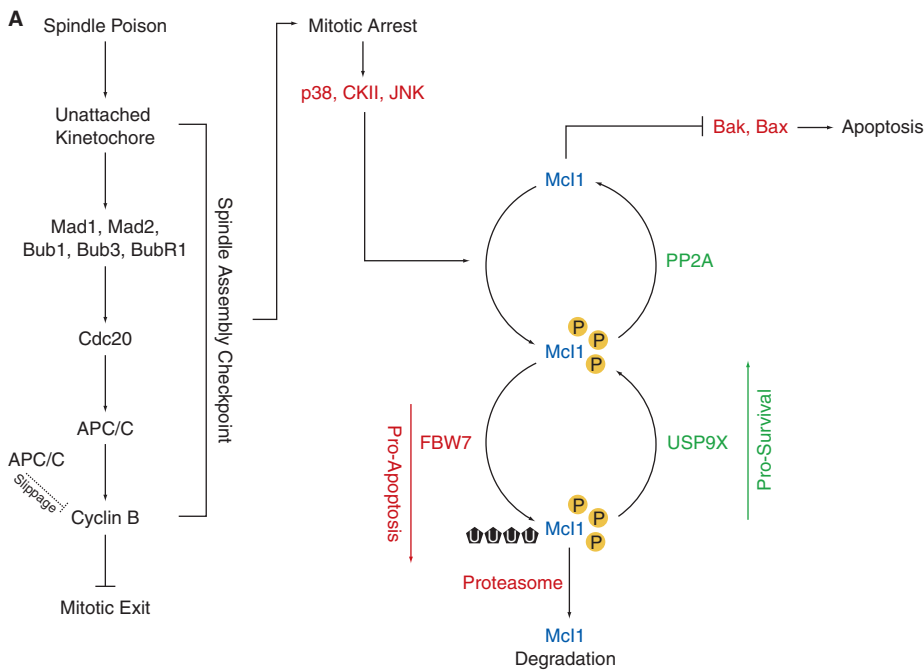 A
Spindle Poison
Unattached
Kinetochore
Mad1, Mad2,
Bub1, Bub3, BubR1
Cdc20
APC/C
APC/C
Slippage
Cyclin B
Mitotic Exit
Spindle Assembly Checkpoint
Mitotic Arrest
p38, CKII, JNK
Bak, Bax
Apoptosis
Mcl1
PP2A
Mcl1
P
P
P
Pro-Apoptosis
FBW7
USP9X
Pro-Survival
U U U U
Mcl1
P
P
P
Proteasome
Mcl1
Degradation